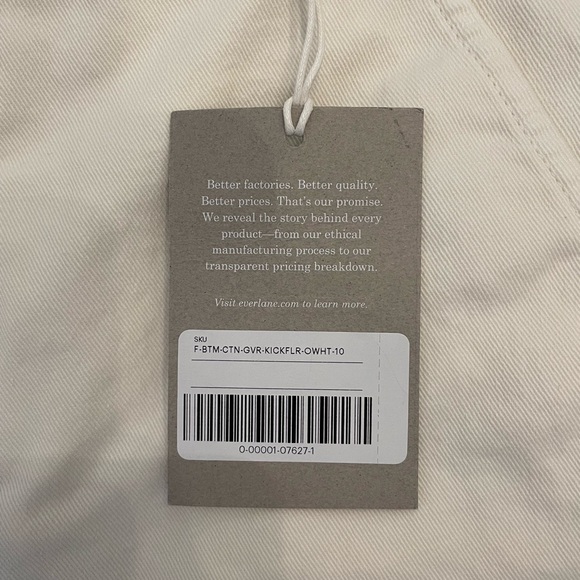 Better factories. Better quality.
Better prices. That's our promise.
We reveal the story behind every
product—from our ethical
manufacturing process to our
transparent pricing breakdown.
Visit everlane.com to learn more.
SKU
F-BTM-CTN-GVR-KICKFLR-OWHT-10
0-00001-07627-1